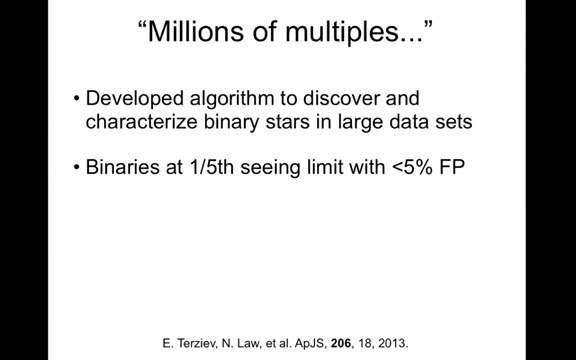 “Millions of multiples...”
• Developed algorithm to discover and
characterize binary stars in large data sets
• Binaries at 1/5th seeing limit with <5% FP
E. Terziev, N. Law, et al. ApJS, 206, 18, 2013.